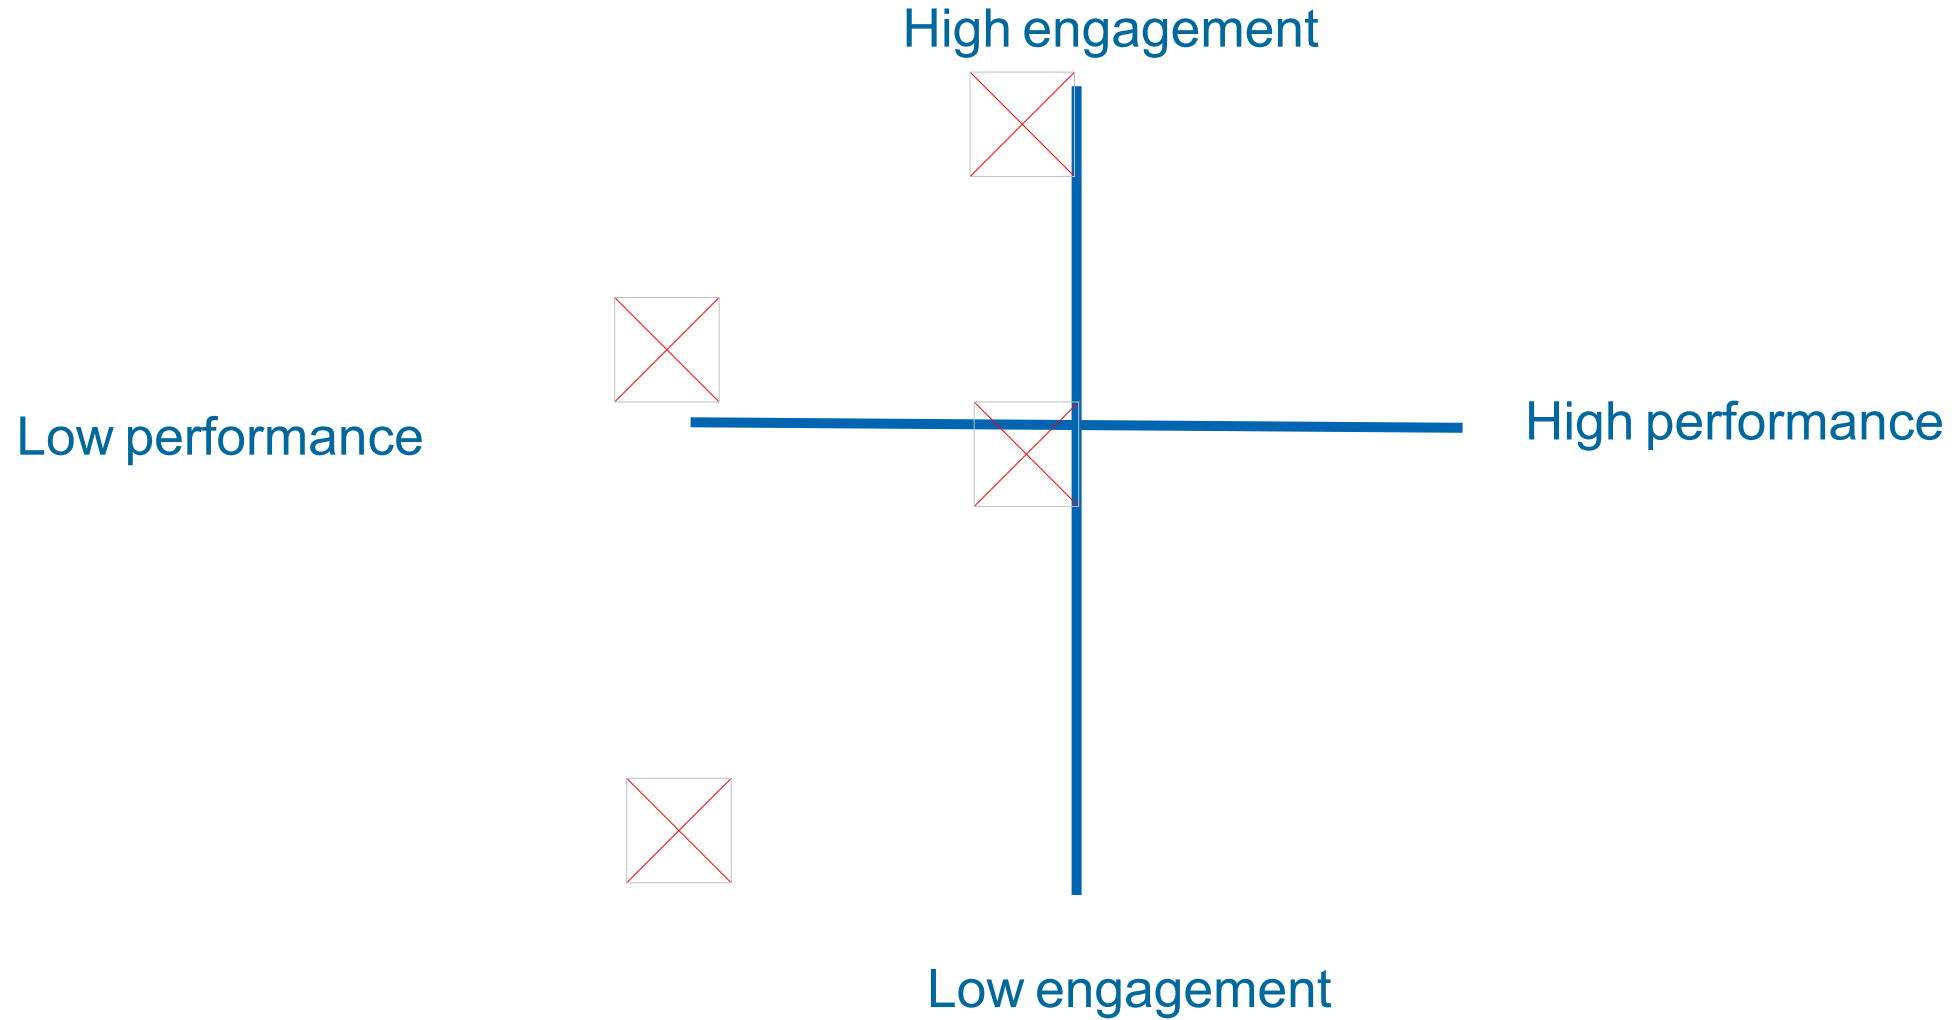 High engagement
Low performance
High performance
Low engagement